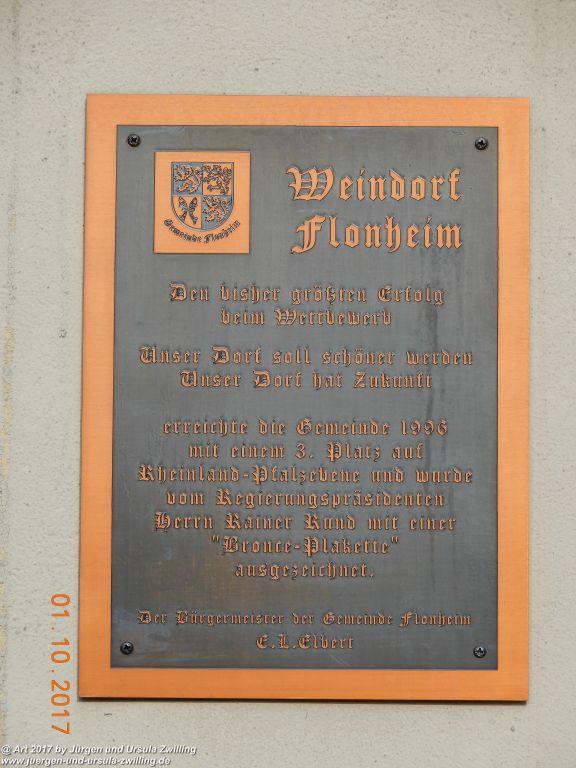 Weindorf
Flonheim
Gemeinde Flonheim
Den bisher größten Erfolg
beim Wettbewerb
Unser Dorf soll schöner werden
Unser Dorf hat Zukunft
erreichte die Gemeinde 1996
mit einem 3. Platz auf
Rheinland-Pfalzebene und wurde
vom Regierungspräsidenten
Herrn Rainer Rund mit einer
"Bronce-Plakette"
ausgezeichnet.
Der Bürgermeister der Gemeinde Flonheim
E.L.Elbert
01.10.2017
@ Art 2017 by Jürgen und Ursula Zwilling
www.juergen-und-ursula-zwilling.de